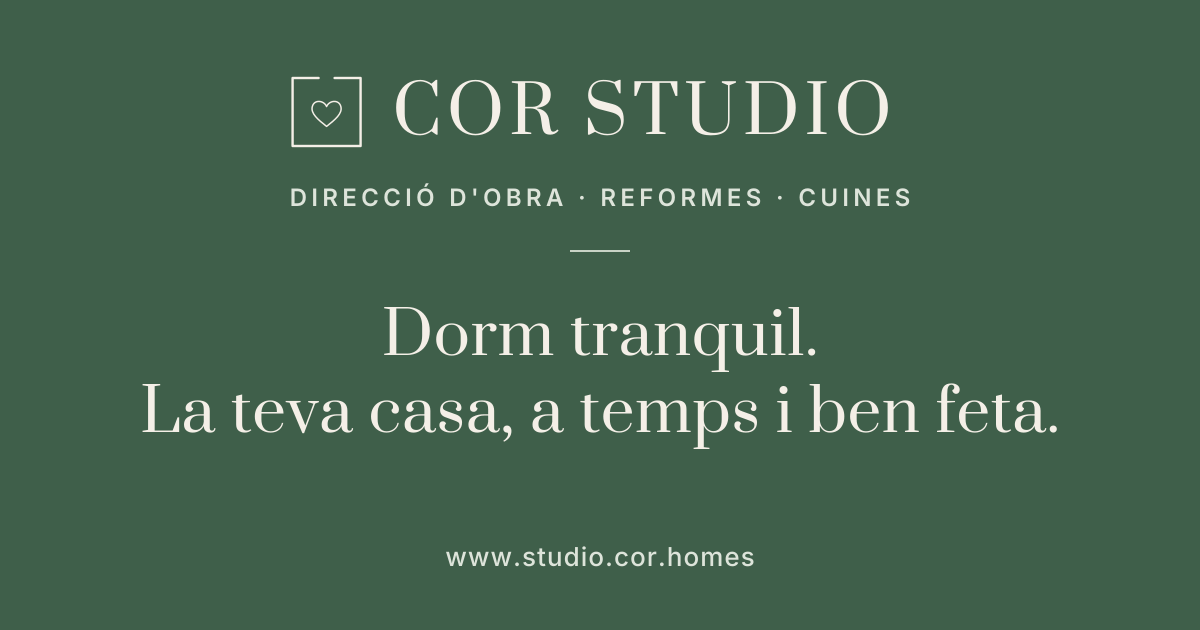 COR STUDIO
DIRECCIÓ D'OBRA · REFORMES · CUINES
Dorm tranquil.
La teva casa, a temps i ben feta.
www.studio.cor.homes